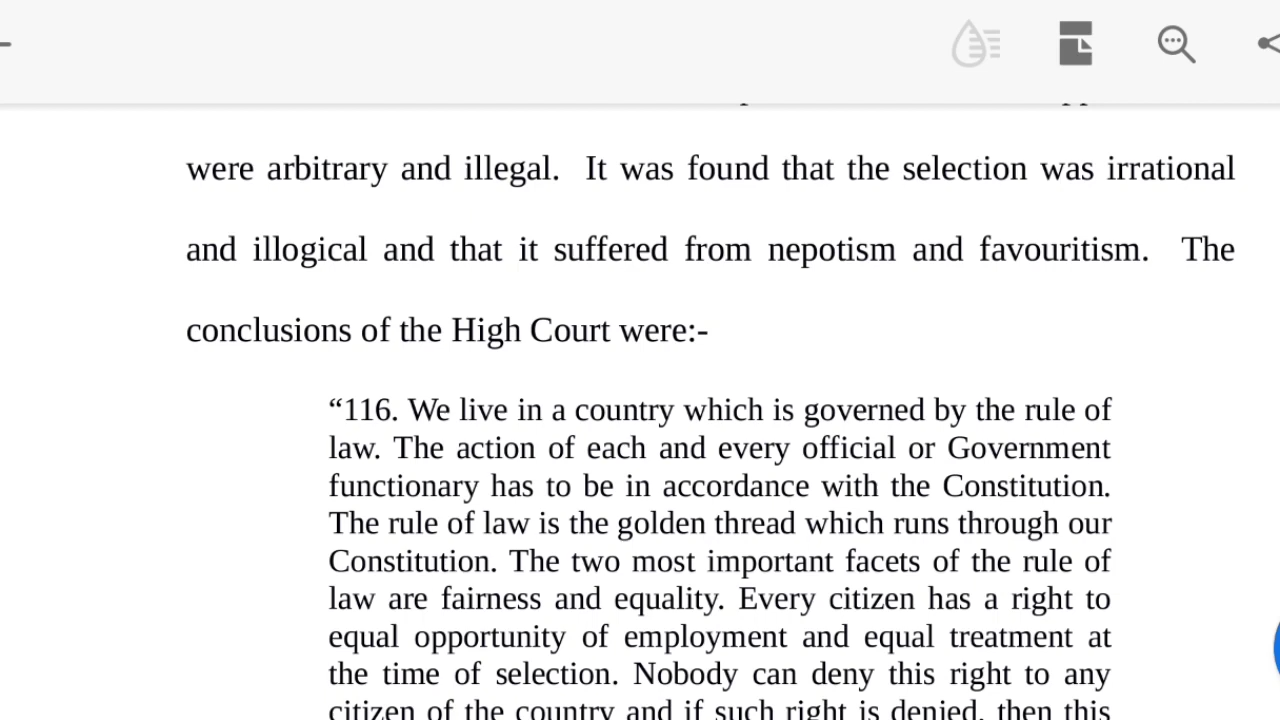 were arbitrary and illegal. It was found that the selection was irrational
and illogical and that it suffered from nepotism and favouritism. The
conclusions of the High Court were:-
“116. We live in a country which is governed by the rule of
law. The action of each and every official or Government
functionary has to be in accordance with the Constitution.
The rule of law is the golden thread which runs through our
Constitution. The two most important facets of the rule of
law are fairness and equality. Every citizen has a right to
equal opportunity of employment and equal treatment at
the time of selection. Nobody can deny this right to any
citizen of the country and if such right is denied, then this